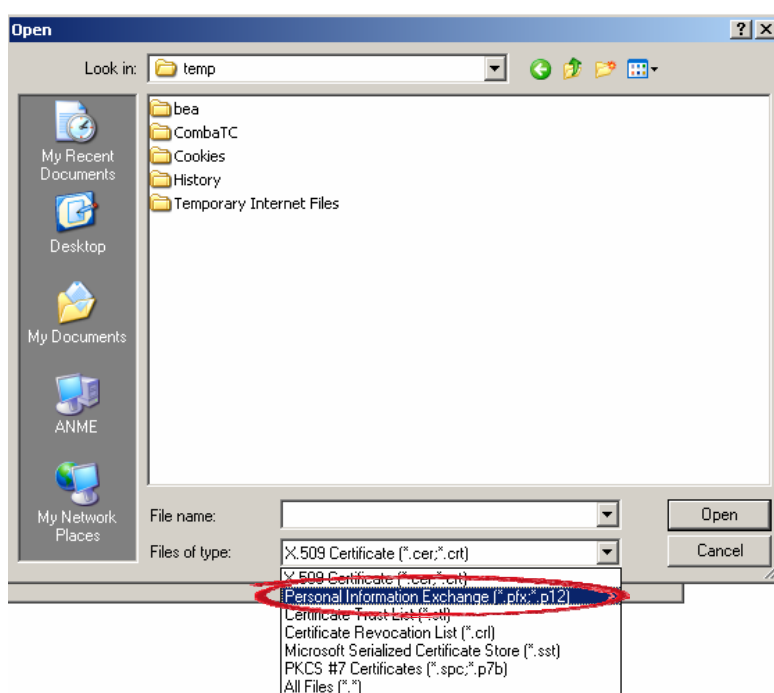 Open
Look in:
temp
bea
CombaTC
Cookies
History
Temporary Internet Files
My Recent
Documents
Desktop
My Documents
ANME
My Network
Places
File name:
Open
Files of type:
X.509 Certificate (*.cer;*.crt)
Cancel
X.509 Certificate (*.cer;*.crt)
Personal Information Exchange (*.pfx;*.p12)
Certificate Trust List (*.stl)
Certificate Revocation List (*.crl)
Microsoft Serialized Certificate Store (*.sst)
PKCS #7 Certificates (*.spc;*.p7b)
All Files (*.*)